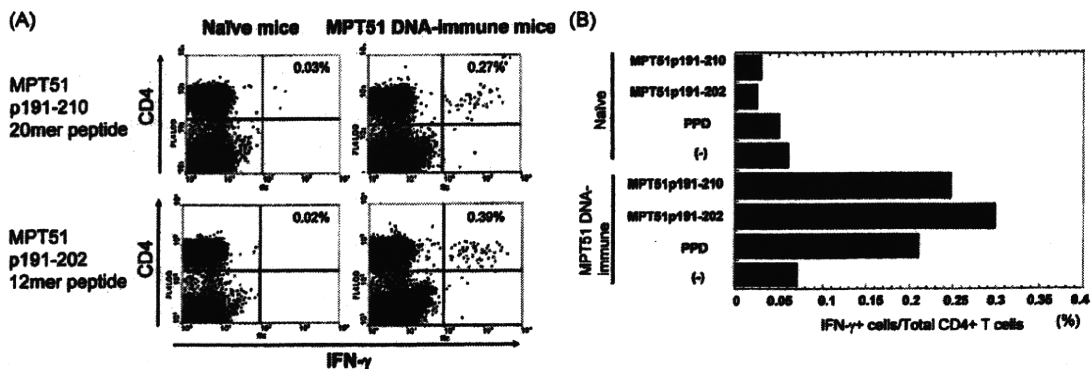 (A)
Naïve mice
MPT51 DNA-immune mice
MPT51
p191-210
20mer peptide
CD4
0.03%
0.27%
MPT51
p191-202
12mer peptide
CD4
0.02%
0.39%
IFN-γ
(B)
Naïve
MPT51p191-210
MPT51p191-202
PPD
(-)
MPT51 DNA-
immune
MPT51p191-210
MPT51p191-202
PPD
(-)
0 0.05 0.1 0.15 0.2 0.25 0.3 0.35 0.4
IFN-γ+ cells/Total CD4+ T cells (%)